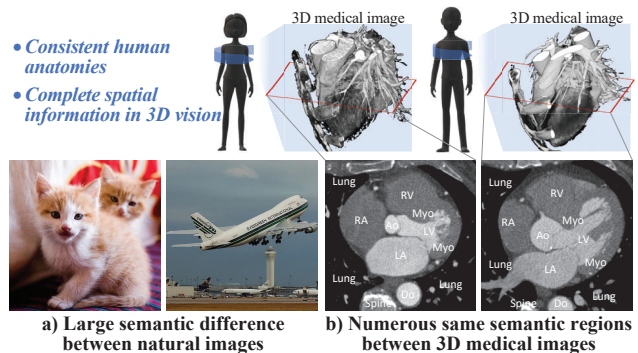 3D medical image
3D medical image
• Consistent human
anatomies
• Complete spatial
information in 3D vision
EVERGREEN INTERNATIONAL
Lung
RV
RA
Myo
Ao
LV
LA
Myo
Lung
Lung
Spine
Do
Lung
RV
RA
Myo
Ao
LV
Myo
LA
Lung
Lung
Spine
Do
a) Large semantic difference
between natural images
b) Numerous same semantic regions
between 3D medical images